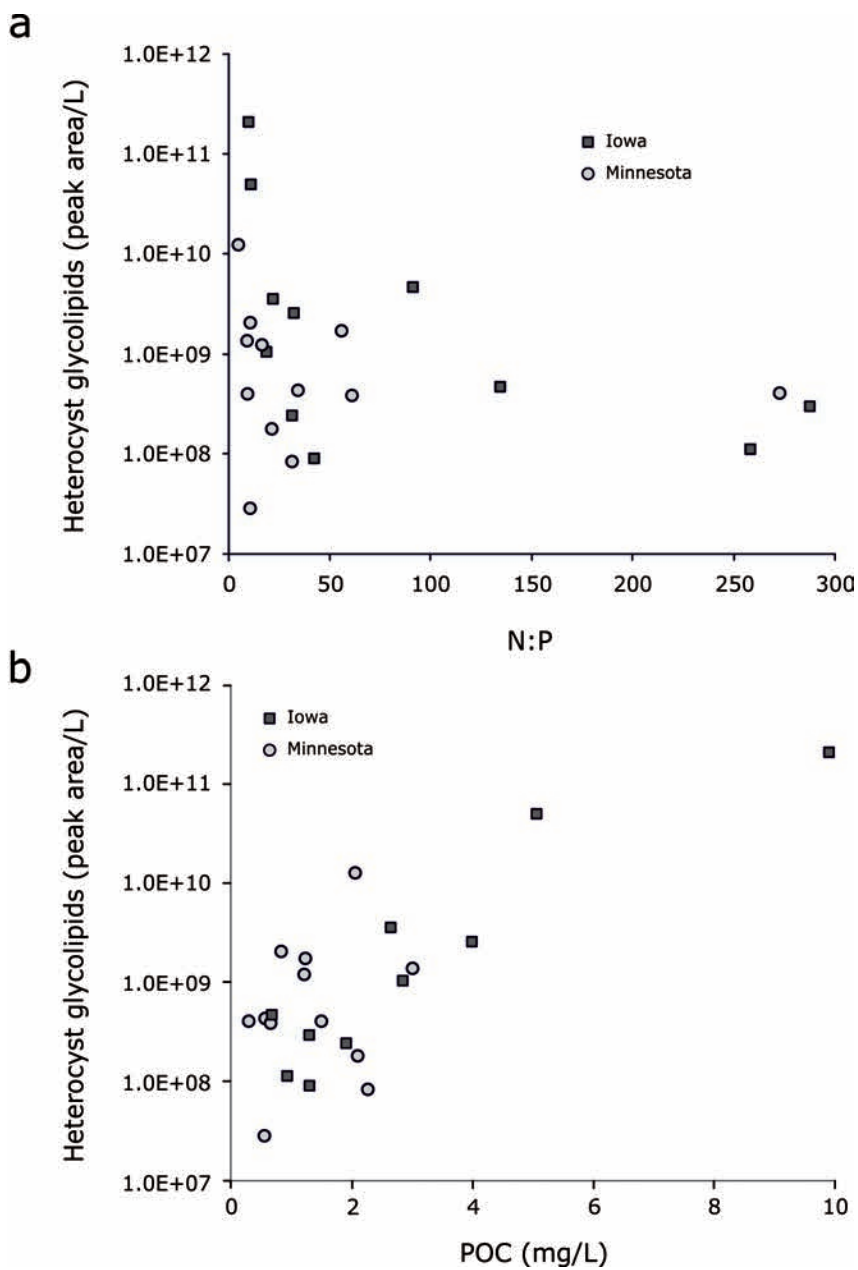 a
1.0E+12
1.0E+11
1.0E+10
1.0E+09
1.0E+08
1.0E+07
Heterocyst glycolipids (peak area/L)
Iowa
Minnesota
0 50 100 150 200 250 300
N:P
b
1.0E+12
1.0E+11
1.0E+10
1.0E+09
1.0E+08
1.0E+07
Heterocyst glycolipids (peak area/L)
Iowa
Minnesota
0 2 4 6 8 10
POC (mg/L)